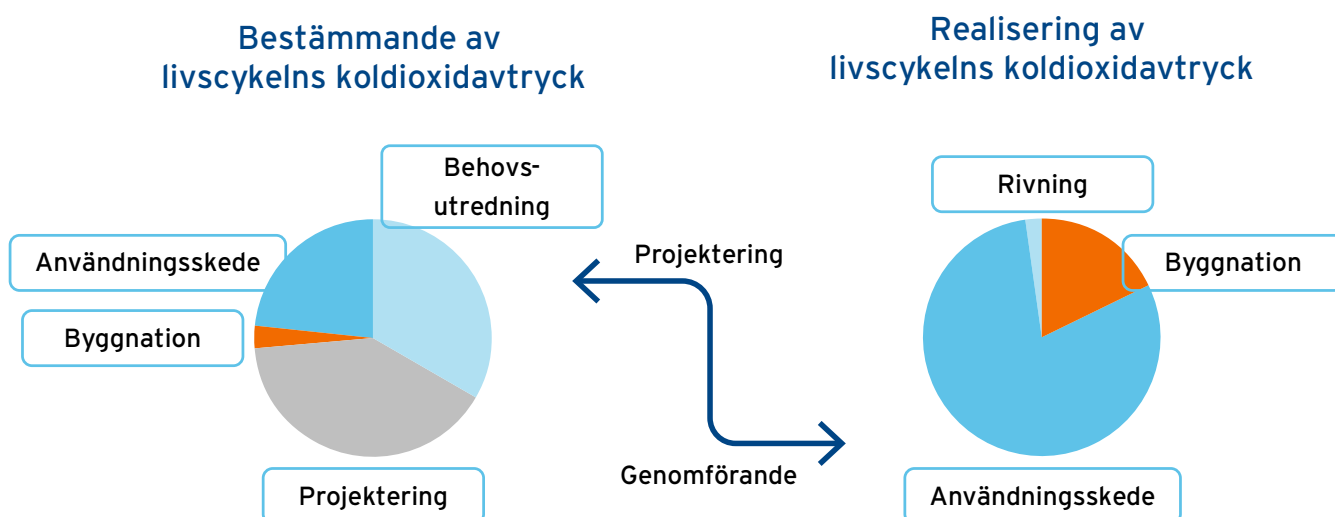 Bestämmande av
livscykelns koldioxidavtryck
Behovs-
utredning
Användningsskede
Byggnation
Projektering
Projektering
Genomförande
Realisering av
livscykelns koldioxidavtryck
Rivning
Byggnation
Användningsskede